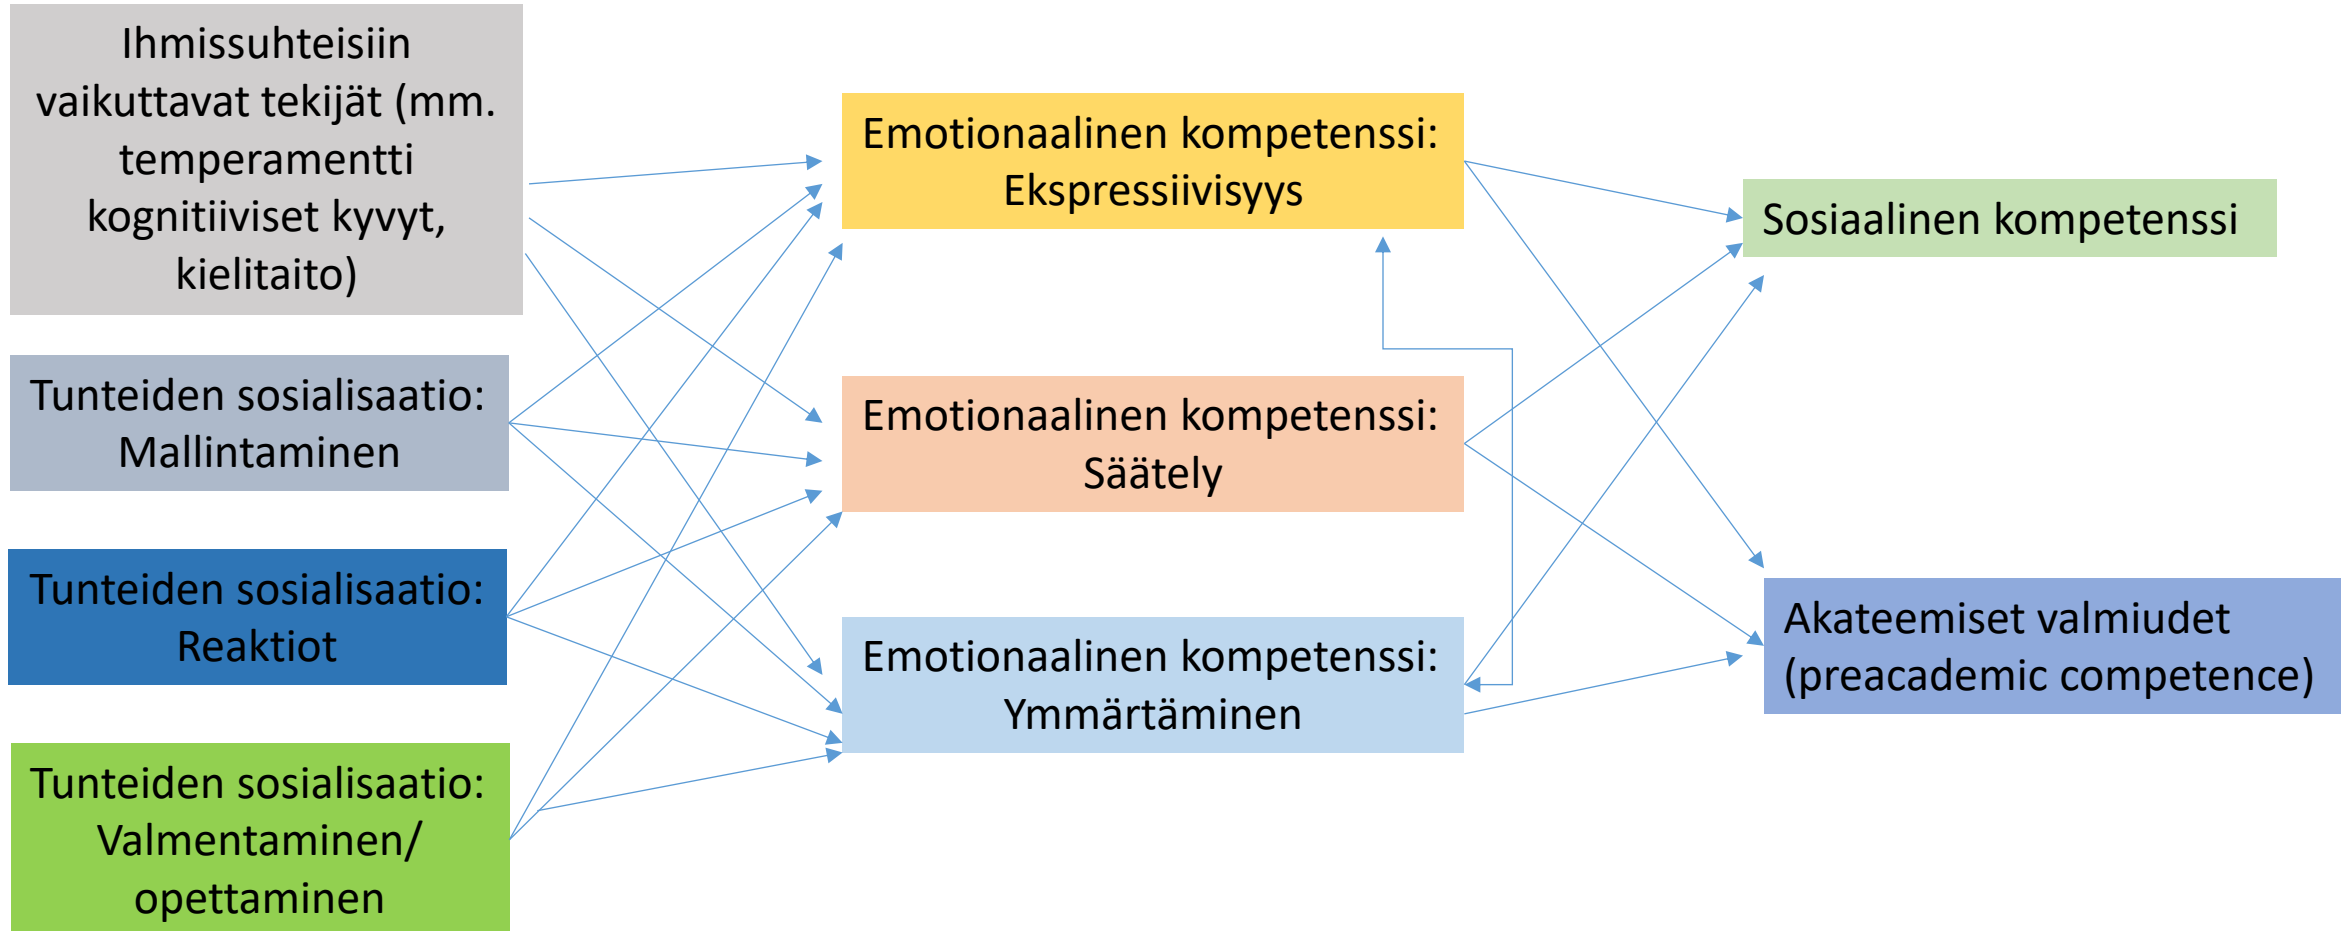 Ihmissuhteisiin
vaikuttavat tekijät (mm.
temperamentti
kognitiiviset kyvyt,
kielitaito)
Tunteiden sosialisaatio:
Mallintaminen
Tunteiden sosialisaatio:
Reaktiot
Tunteiden sosialisaatio:
Valmentaminen/
opettaminen
Emotionaalinen kompetenssi:
Ekspressiivisyys
Emotionaalinen kompetenssi:
Säätely
Emotionaalinen kompetenssi:
Ymmärtäminen
Sosiaalinen kompetenssi
Akateemiset valmiudet
(preacademic competence)